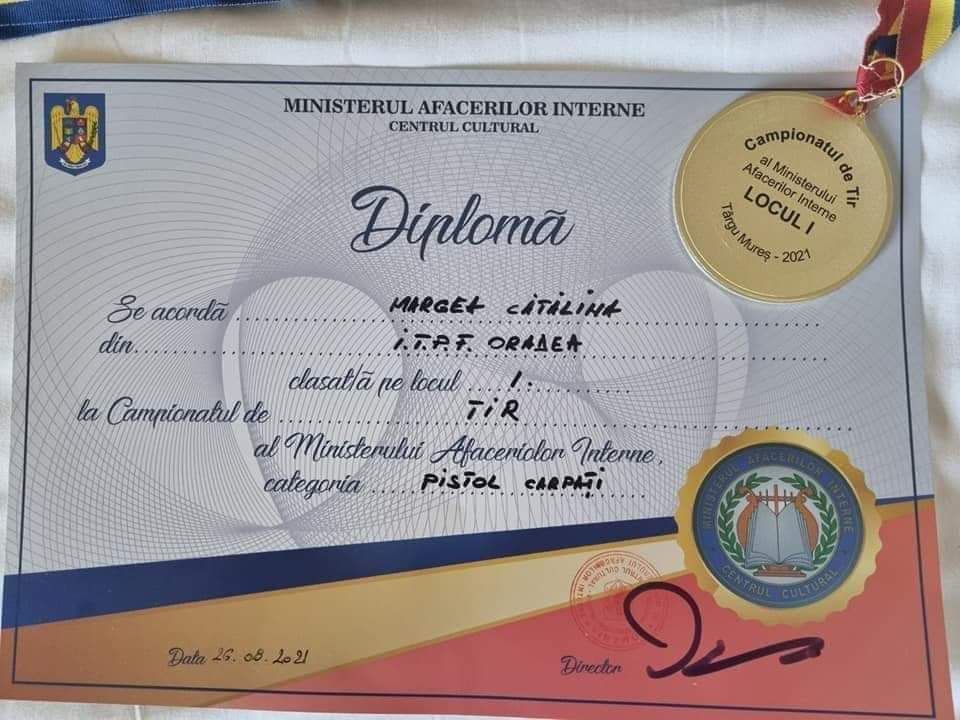 MINISTERUL AFACERILOR INTERNE
CENTRUL CULTURAL
Campionatul de Tir
al Ministerului
Afacerilor Interne
LOCUL I
Târgu Mureș - 2021
Diplomă
Se acordă MARGEA CĂTĂLINA
din I.T.P.F. ORADEA
clasat/ă pe locul 1.
la Campionatul de TIR
al Ministerului Afaceriolor Interne,
categoria PISTOL CARPAȚI
MINISTERUL AFACERILOR INTERNE
CENTRUL CULTURAL
Data 26.08.2021
Director